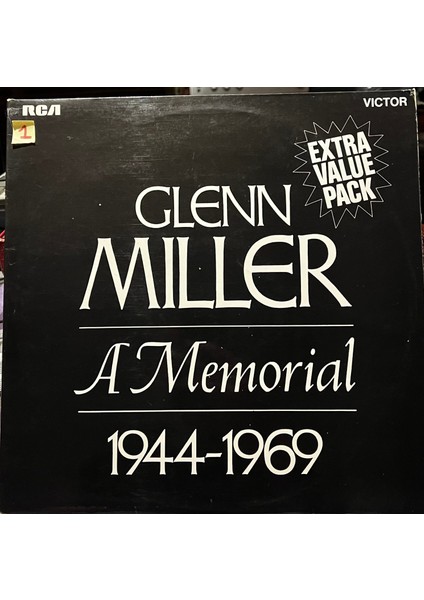 RCA
VICTOR
1
EXTRA
VALUE
PACK
GLENN
MILLER
A Memorial
1944-1969